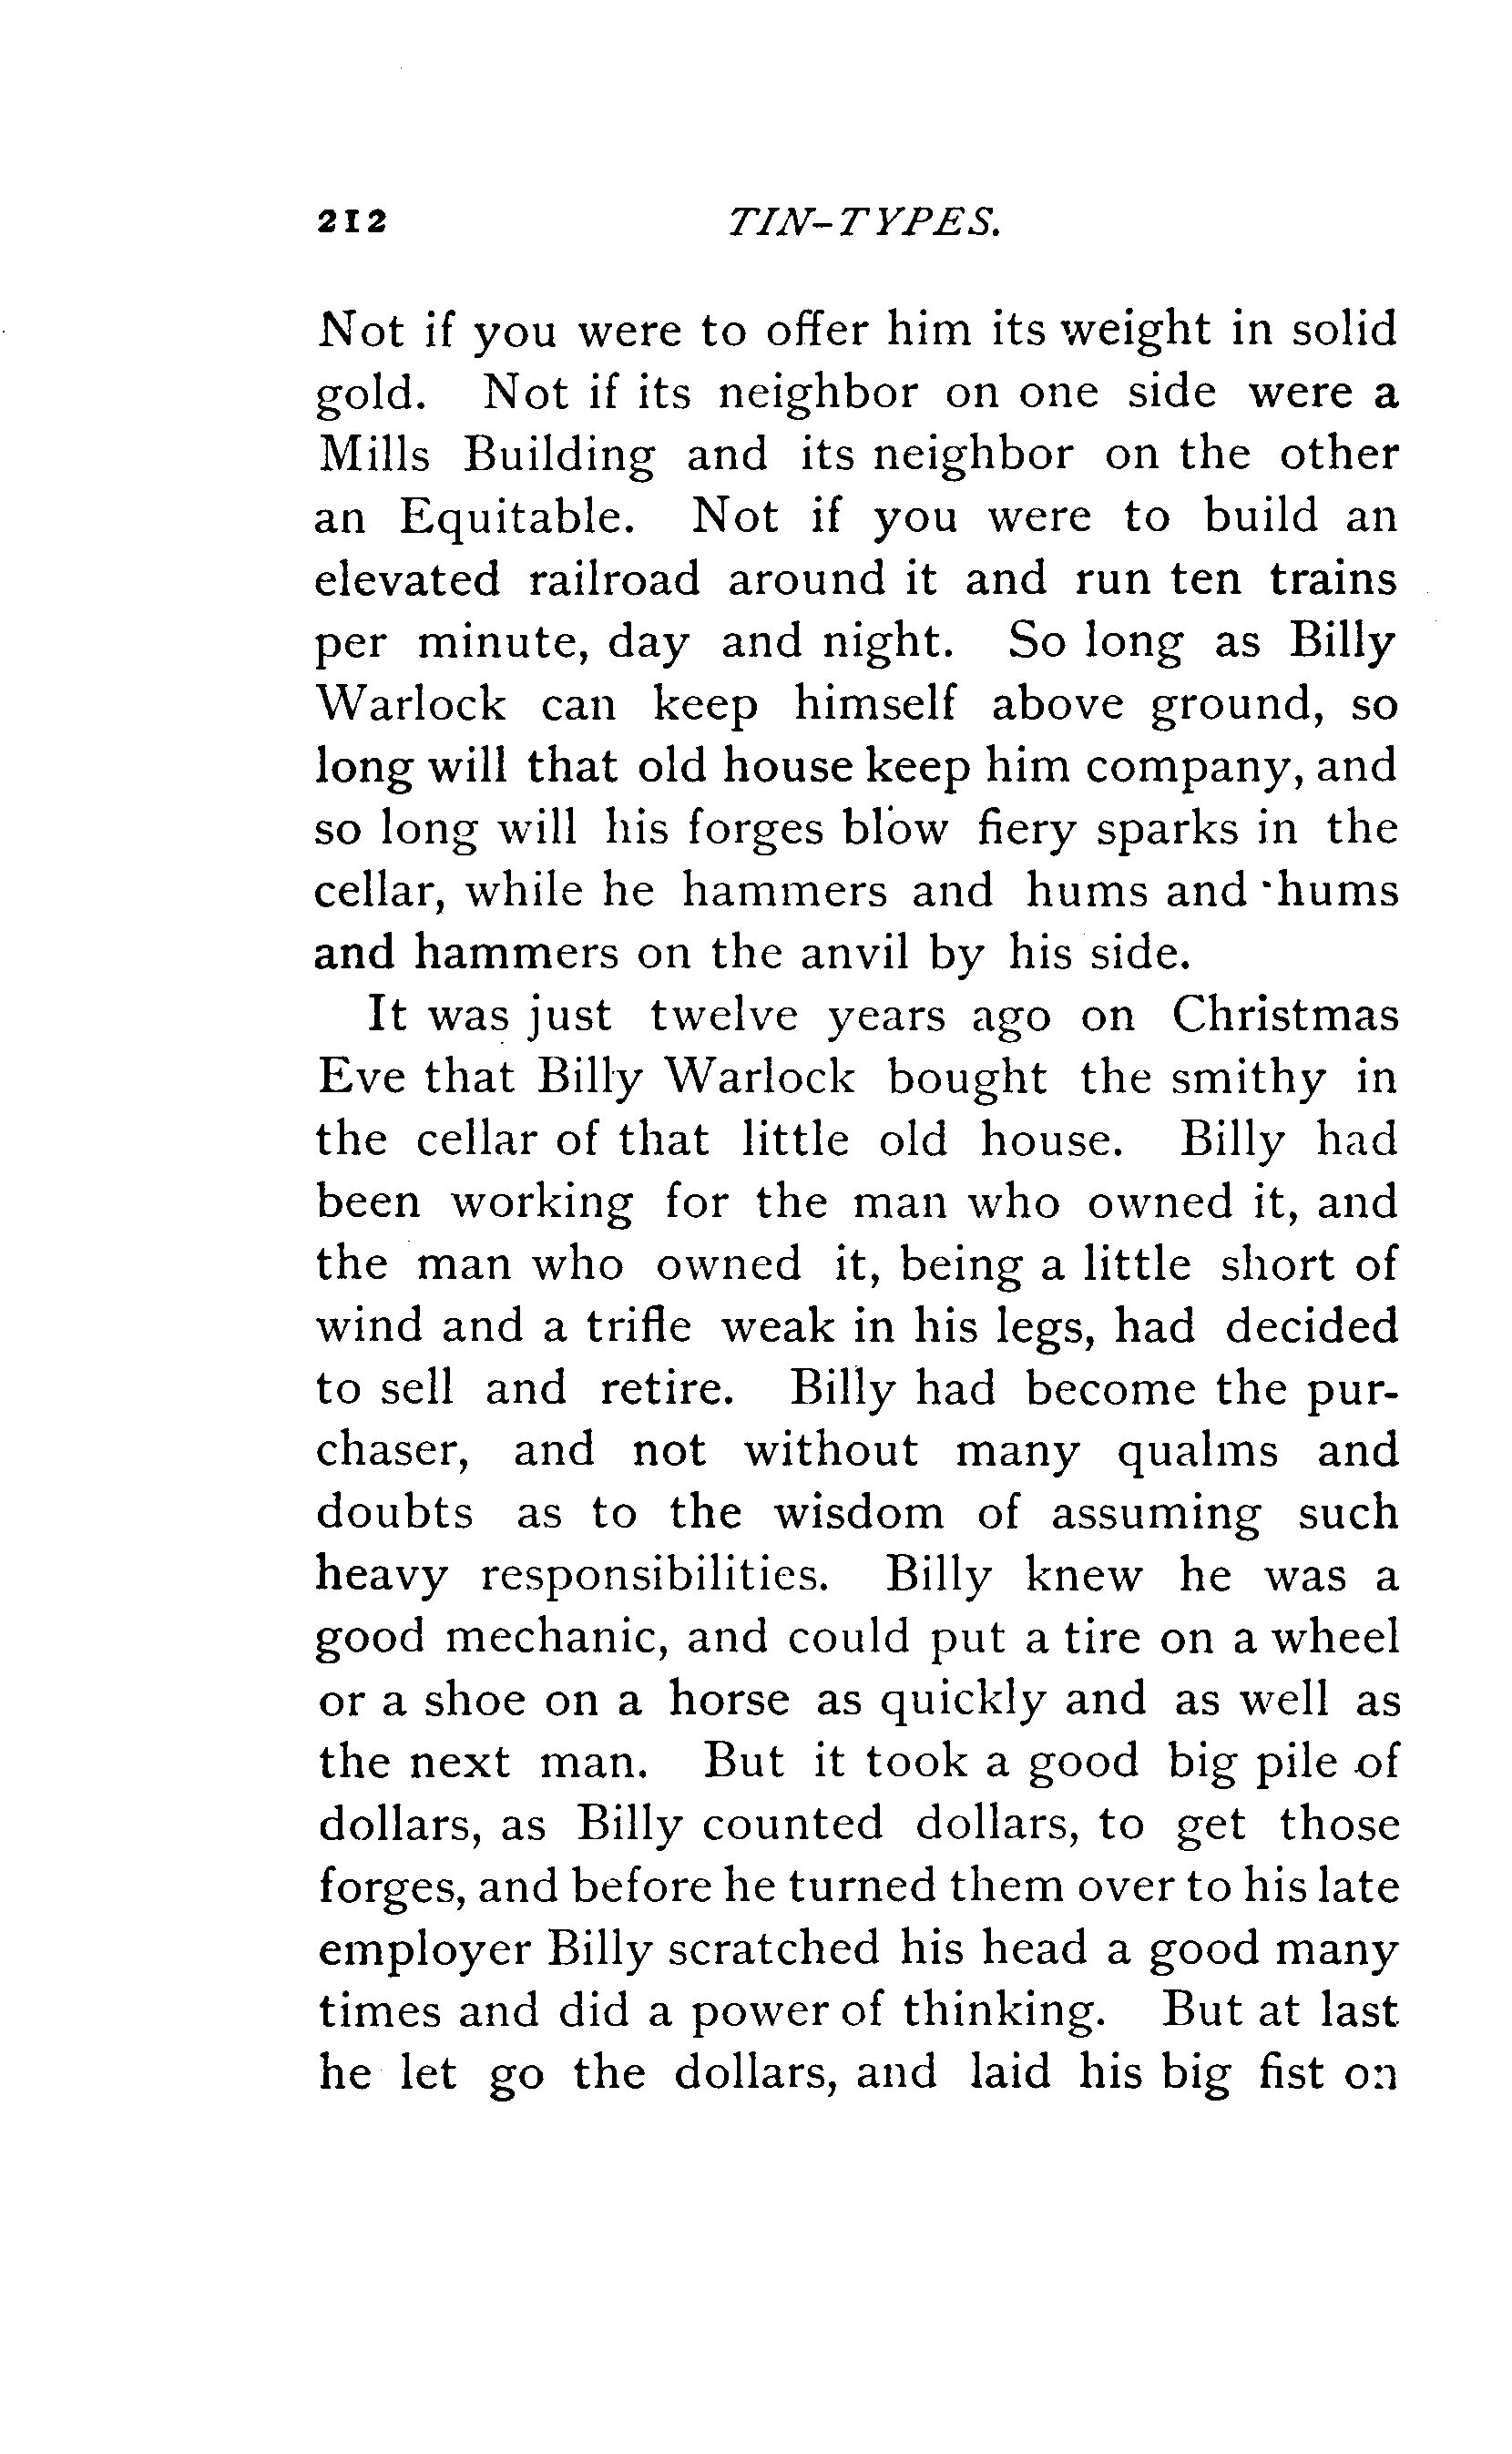 212 TIN-TYPES.
Not if you were to offer him its weight in solid
gold. Not if its neighbor on one side were a
Mills Building and its neighbor on the other
an Equitable. Not if you were to build an
elevated railroad around it and run ten trains
per minute, day and night. So long as Billy
Warlock can keep himself above ground, so
long will that old house keep him company, and
so long will his forges blow fiery sparks in the
cellar, while he hammers and hums and hums
and hammers on the anvil by his side.
It was just twelve years ago on Christmas
Eve that Billy Warlock bought the smithy in
the cellar of that little old house. Billy had
been working for the man who owned it, and
the man who owned it, being a little short of
wind and a trifle weak in his legs, had decided
to sell and retire. Billy had become the pur-
chaser, and not without many qualms and
doubts as to the wisdom of assuming such
heavy responsibilities. Billy knew he was a
good mechanic, and could put a tire on a wheel
or a shoe on a horse as quickly and as well as
the next man. But it took a good big pile of
dollars, as Billy counted dollars, to get those
forges, and before he turned them over to his late
employer Billy scratched his head a good many
times and did a power of thinking. But at last
he let go the dollars, and laid his big fist on